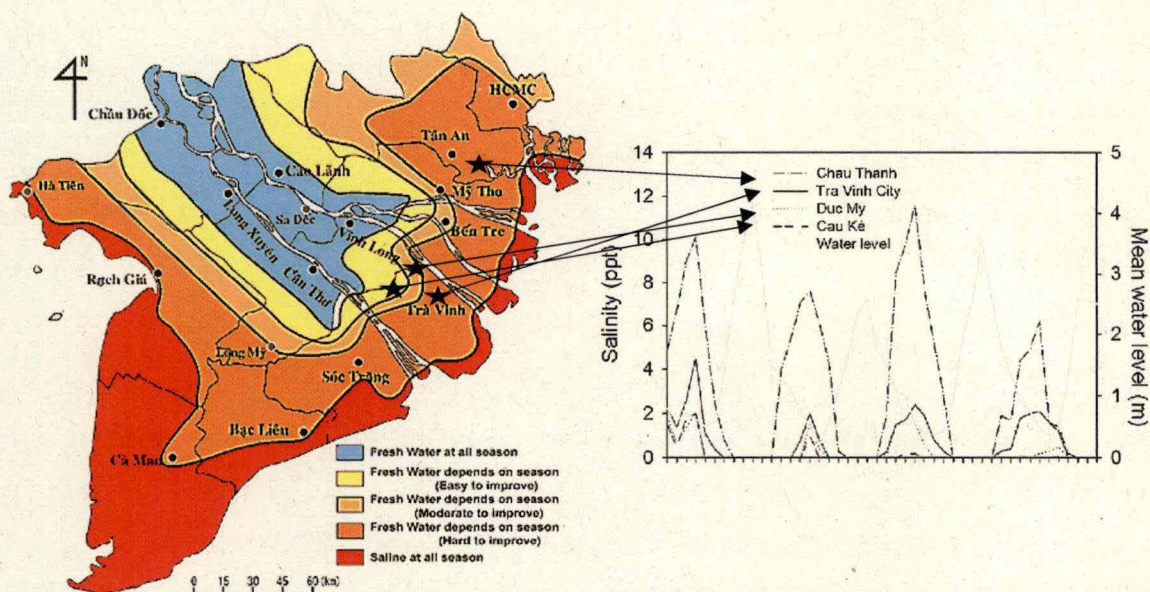 N
HCMC
Châu Đốc
Tân An
Hà Tiên
Cao Lãnh
Mỹ Tho
Sa Đéc
Long Xuyên
Vĩnh Long
Bến Tre
Rạch Giá
Cần Thơ
Trà Vinh
Long Mỹ
Sóc Trăng
Bạc Liêu
Cà Mau
Fresh Water at all season
Fresh Water depends on season
(Easy to improve)
Fresh Water depends on season
(Moderate to improve)
Fresh Water depends on season
(Hard to improve)
Saline at all season
0 15 30 45 60 (km)
Salinity (ppt)
14
12
10
8
6
4
2
0
Chau Thanh
Tra Vinh City
Duc My
Cau Ké
Water level
5
4
3
2
1
0
Mean water level (m)